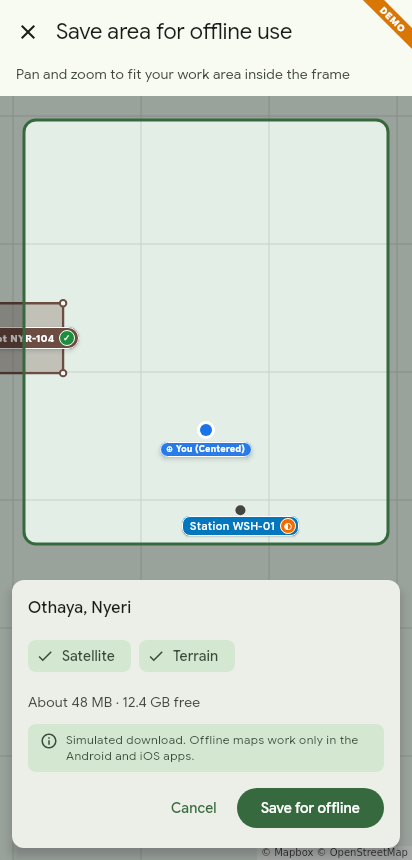 DEMO
Save area for offline use
Pan and zoom to fit your work area inside the frame
ot NYR-104
You (Centered)
Station WSH-01
Othaya, Nyeri
Satellite
Terrain
About 48 MB · 12.4 GB free
Simulated download. Offline maps work only in the
Android and iOS apps.
Cancel
Save for offline
© Mapbox © OpenStreetMap